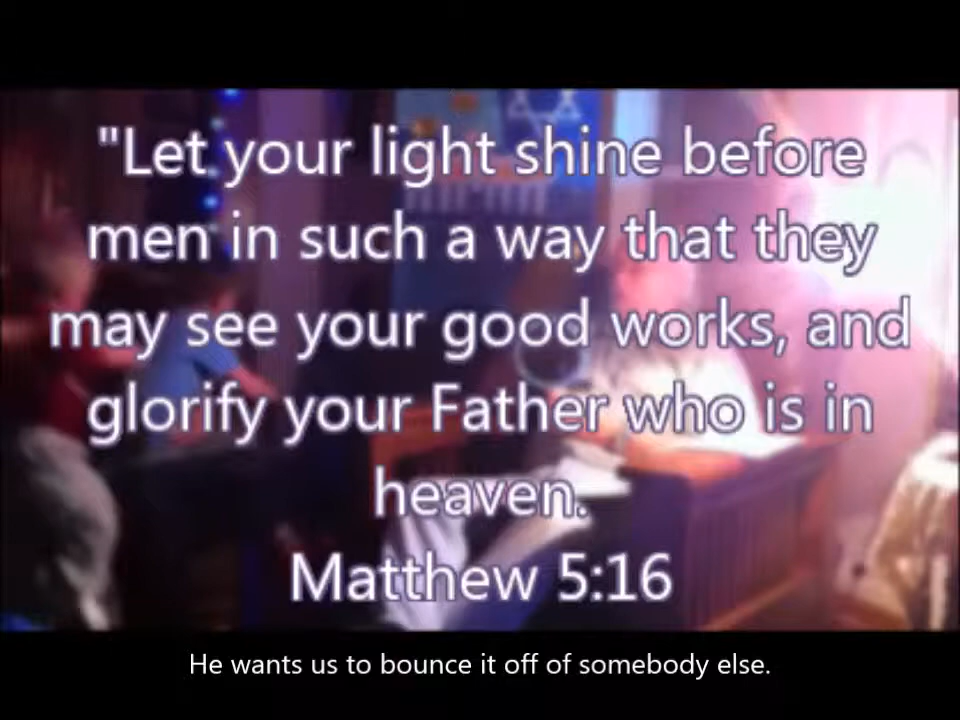 "Let your light shine before
men in such a way that they
may see your good works, and
glorify your Father who is in
heaven.
Matthew 5:16
He wants us to bounce it off of somebody else.